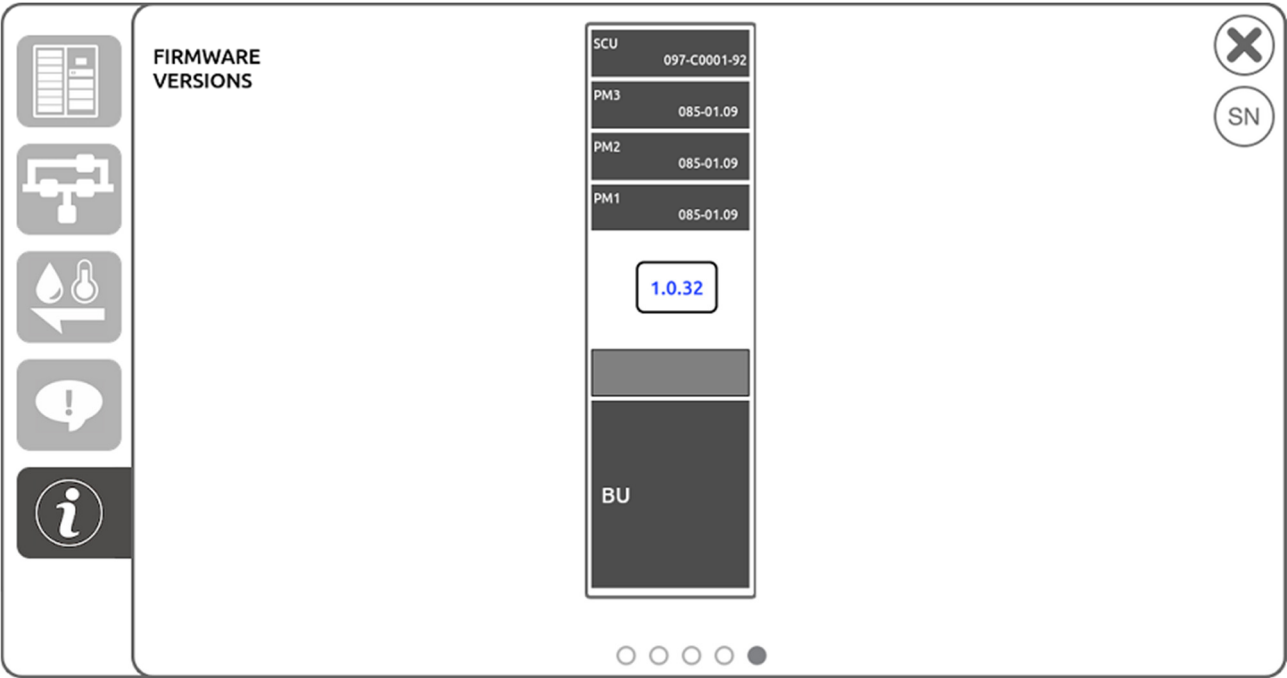 FIRMWARE
VERSIONS
SCU
097-C0001-92
PM3
085-01.09
PM2
085-01.09
PM1
085-01.09
1.0.32
BU
SN